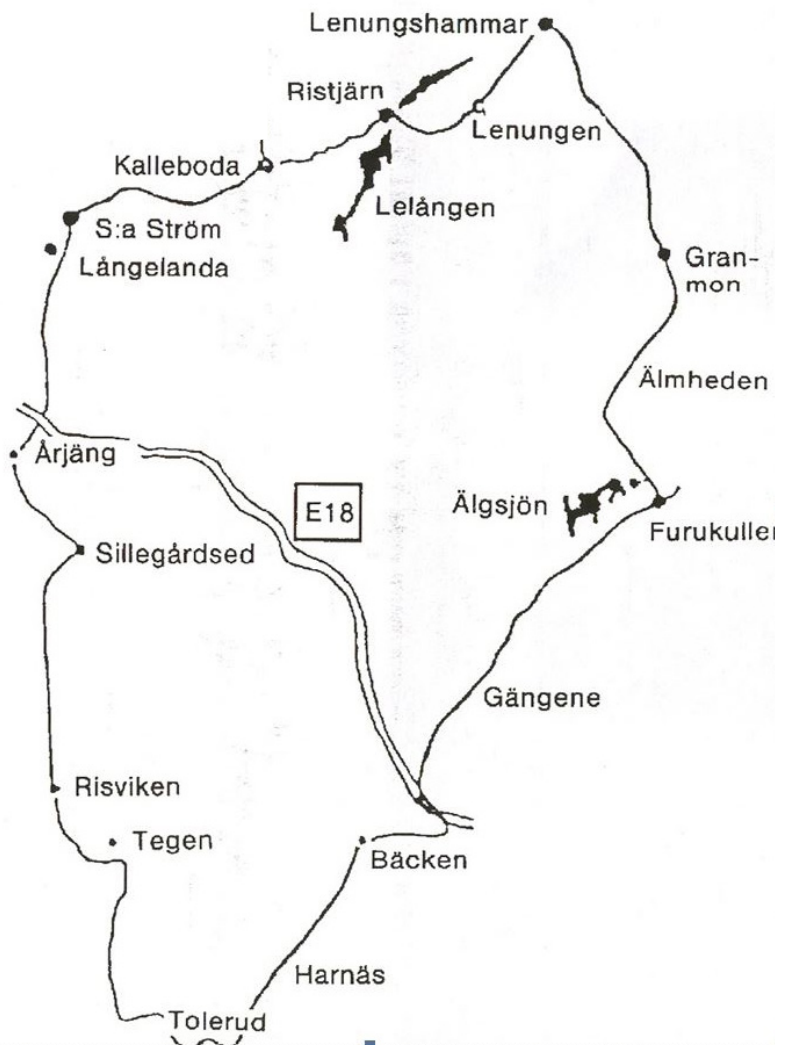 Lenungshammar
Ristjärn
Lenungen
Kalleboda
Lelången
S:a Ström
Långelanda
Gran-
mon
Älmheden
Årjäng
E18
Älgsjön
Furukuller
Sillegårdsed
Gängene
Risviken
Tegen
Bäcken
Harnäs
Tolerud